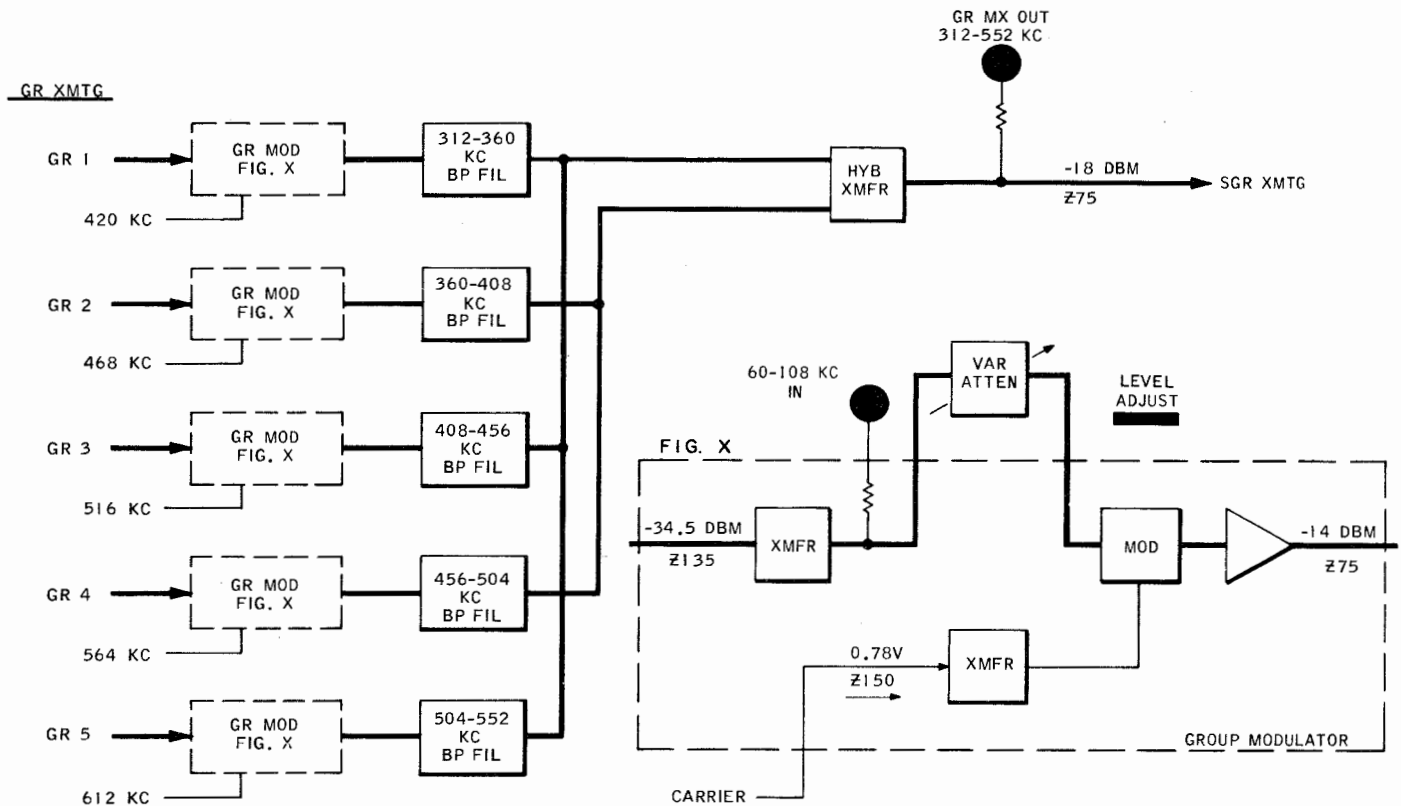 GR MX OUT
312-552 KC
GR XMTG
GR 1
GR MOD
FIG. X
420 KC
312-360
KC
BP FIL
HYB
XMFR
-18 DBM
Z75
SGR XMTG
GR 2
GR MOD
FIG. X
468 KC
360-408
KC
BP FIL
GR 3
GR MOD
FIG. X
516 KC
408-456
KC
BP FIL
GR 4
GR MOD
FIG. X
564 KC
456-504
KC
BP FIL
GR 5
GR MOD
FIG. X
612 KC
504-552
KC
BP FIL
60-108 KC
IN
VAR
ATTEN
LEVEL
ADJUST
FIG. X
-34.5 DBM
Z135
XMFR
MOD
-14 DBM
Z75
0.78V
Z150
XMFR
GROUP MODULATOR
CARRIER